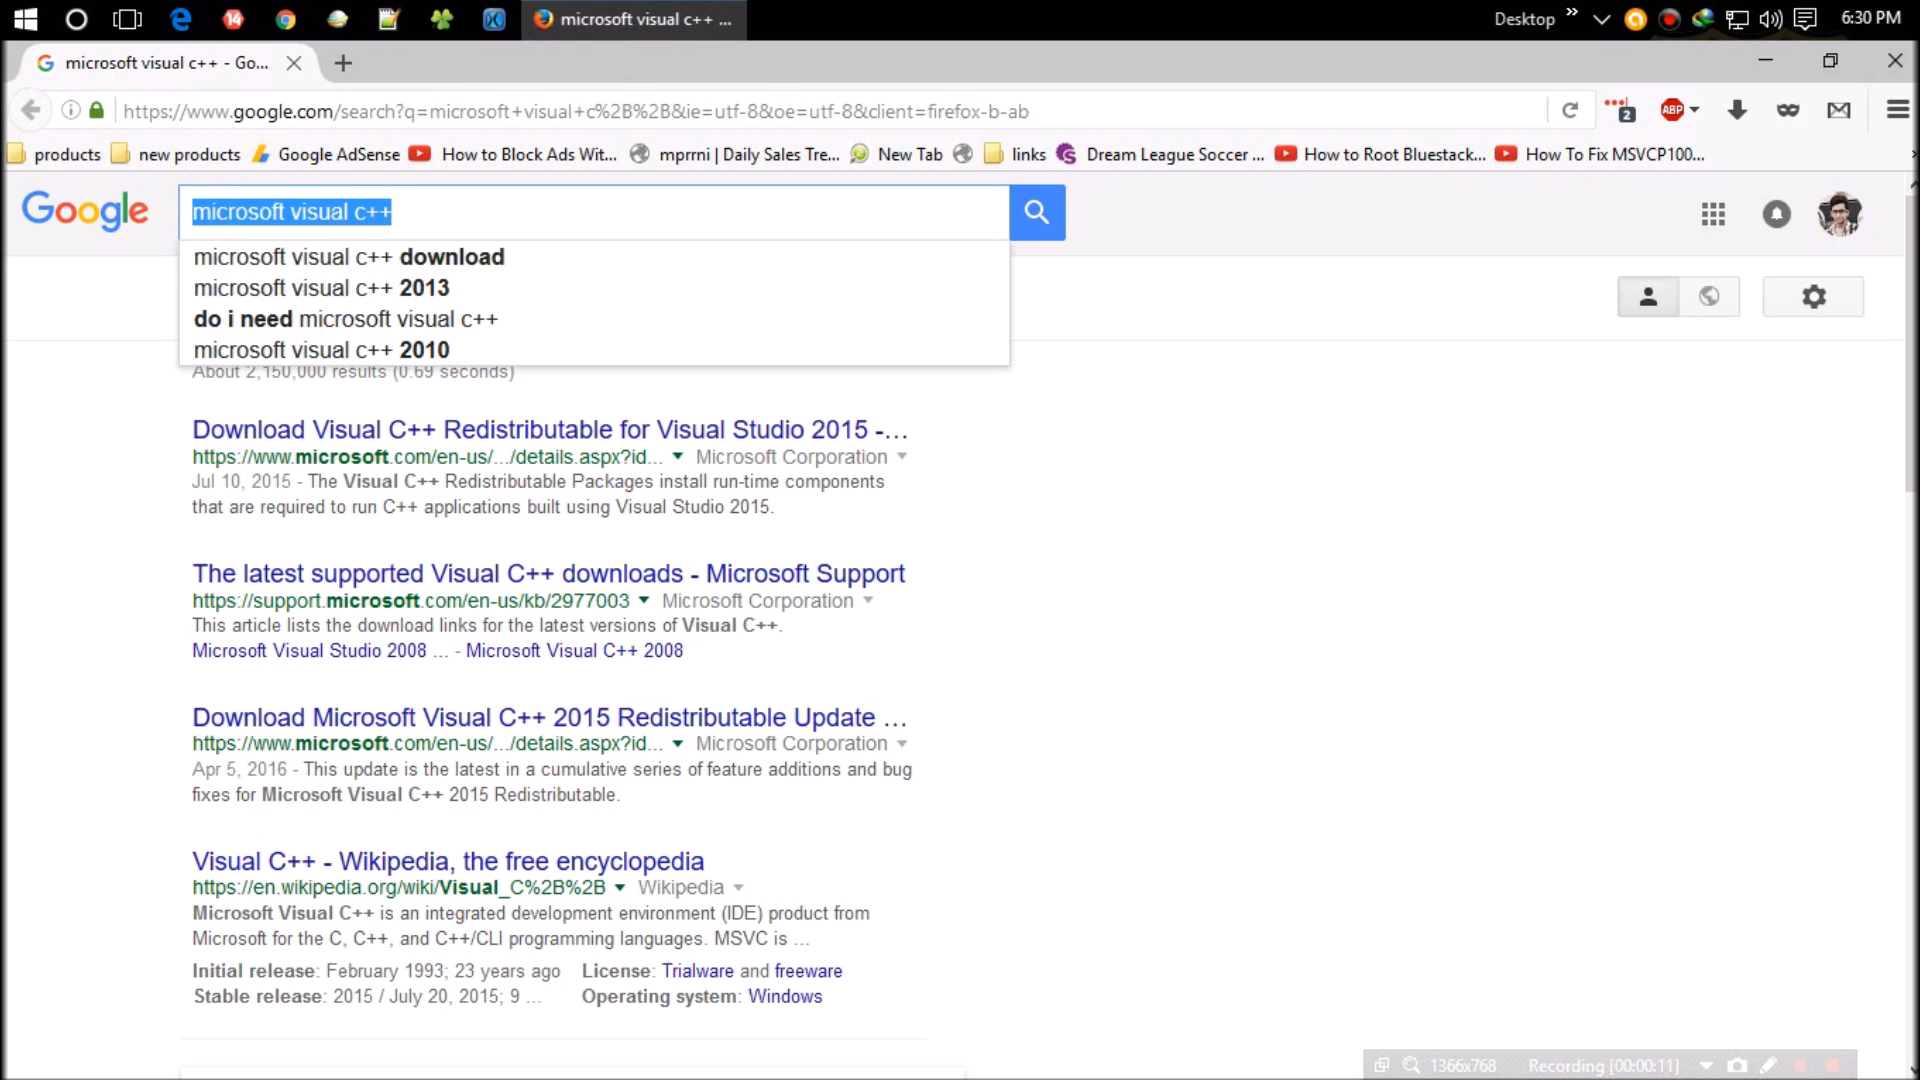 microsoft visual c++ ...
Desktop
6:30 PM
microsoft visual c++ - Go...
https://www.google.com/search?q=microsoft+visual+c%2B%2B&ie=utf-8&oe=utf-8&client=firefox-b-ab
2
ABP
products
new products
Google AdSense
How to Block Ads Wit...
mprrni | Daily Sales Tre...
New Tab
links
Dream League Soccer ...
How to Root Bluestack...
How To Fix MSVCP100...
Google
microsoft visual c++
microsoft visual c++ download
microsoft visual c++ 2013
do i need microsoft visual c++
microsoft visual c++ 2010
About 2,150,000 results (0.69 seconds)
Download Visual C++ Redistributable for Visual Studio 2015 -...
https://www.microsoft.com/en-us/.../details.aspx?id... Microsoft Corporation
Jul 10, 2015 - The Visual C++ Redistributable Packages install run-time components
that are required to run C++ applications built using Visual Studio 2015.
The latest supported Visual C++ downloads - Microsoft Support
https://support.microsoft.com/en-us/kb/2977003 Microsoft Corporation
This article lists the download links for the latest versions of Visual C++.
Microsoft Visual Studio 2008 ... - Microsoft Visual C++ 2008
Download Microsoft Visual C++ 2015 Redistributable Update ...
https://www.microsoft.com/en-us/.../details.aspx?id... Microsoft Corporation
Apr 5, 2016 - This update is the latest in a cumulative series of feature additions and bug
fixes for Microsoft Visual C++ 2015 Redistributable.
Visual C++ - Wikipedia, the free encyclopedia
https://en.wikipedia.org/wiki/Visual_C%2B%2B Wikipedia
Microsoft Visual C++ is an integrated development environment (IDE) product from
Microsoft for the C, C++, and C++/CLI programming languages. MSVC is ...
Initial release: February 1993; 23 years ago License: Trialware and freeware
Stable release: 2015 / July 20, 2015; 9 ... Operating system: Windows
1366x768 Recording [00:00:11]